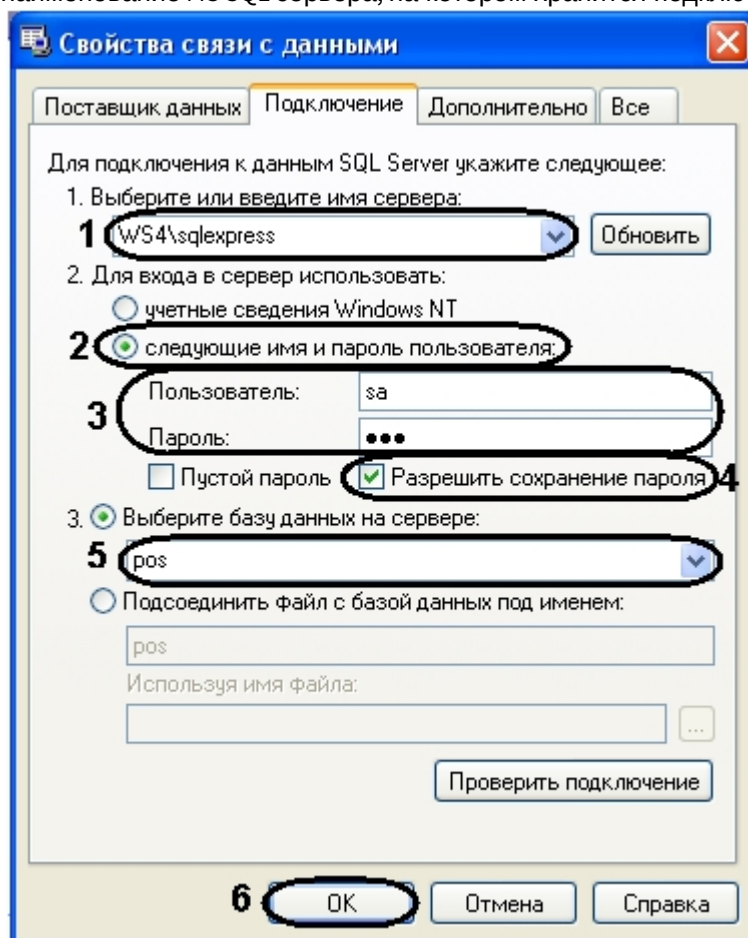 Свойства связи с данными
Поставщик данных Подключение Дополнительно Все
Для подключения к данным SQL Server укажите следующее:
1. Выберите или введите имя сервера:
1 WS4\sqlexpress Обновить
2. Для входа в сервер использовать:
учетные сведения Windows NT
2 следующие имя и пароль пользователя:
3
Пользователь: sa
Пароль: •••
Пустой пароль Разрешить сохранение пароля 4
3. Выберите базу данных на сервере:
5 pos
Подсоединить файл с базой данных под именем:
pos
Используя имя файла:
...
Проверить подключение
6 OK Отмена Справка